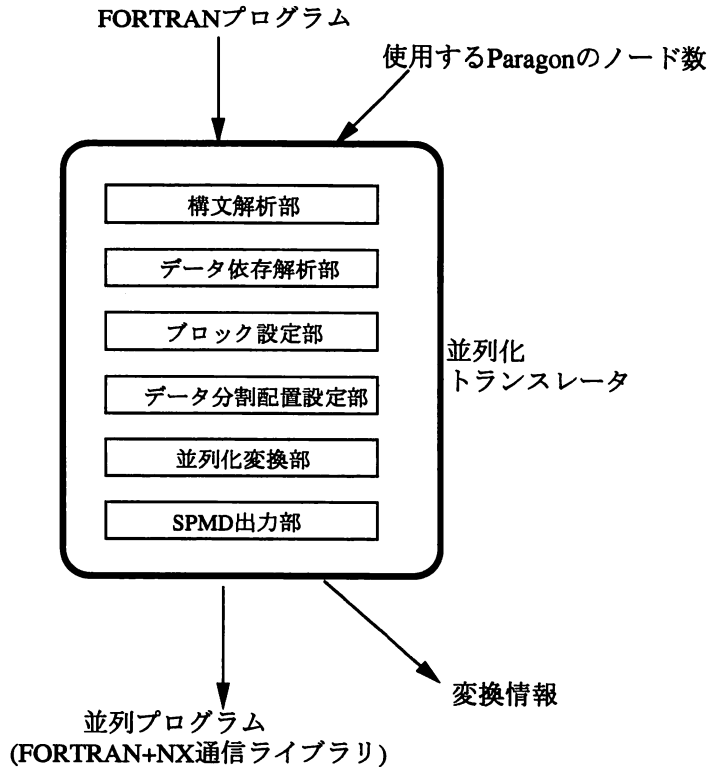 FORTRANプログラム
使用するParagonのノード数
構文解析部
データ依存解析部
ブロック設定部
データ分割配置設定部
並列化変換部
SPMD出力部
並列化
トランスレータ
変換情報
並列プログラム
(FORTRAN+NX通信ライブラリ)